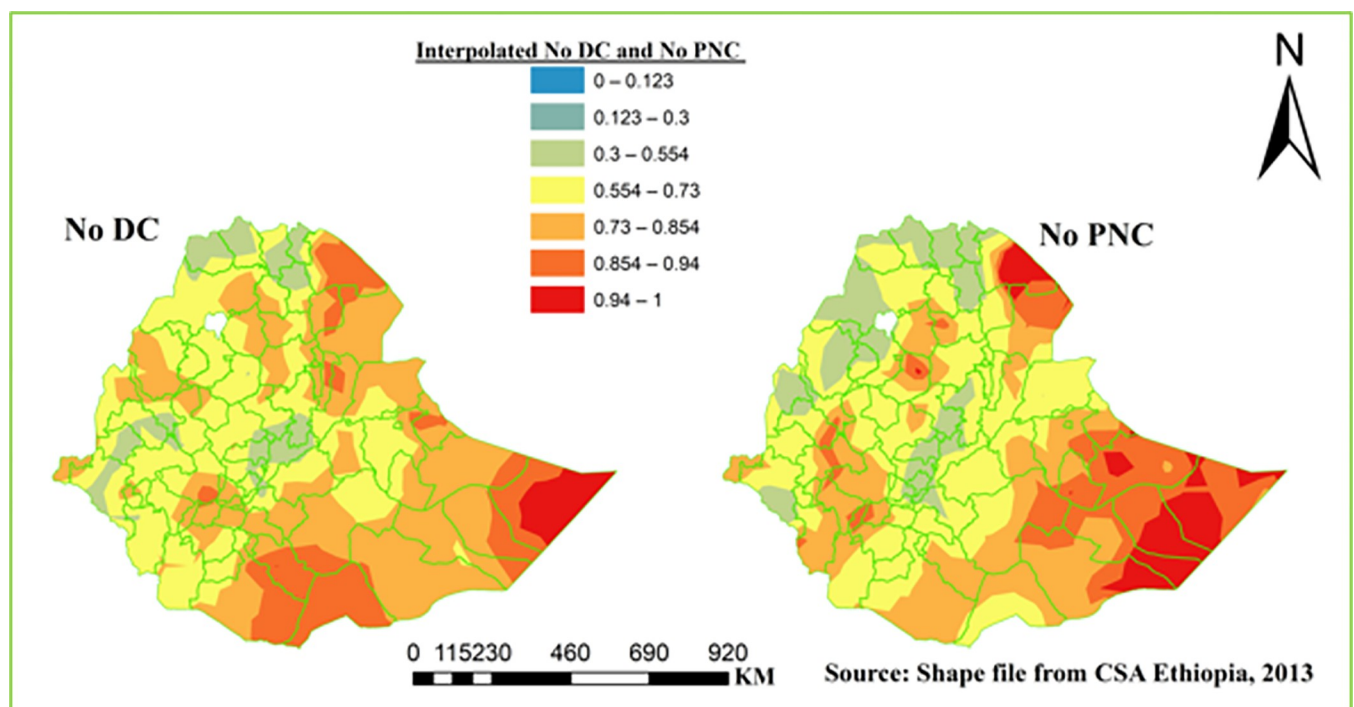 Interpolated No DC and No PNC
0 – 0.123
0.123 – 0.3
0.3 – 0.554
0.554 – 0.73
0.73 – 0.854
0.854 – 0.94
0.94 – 1
N
No DC
No PNC
0 115230 460 690 920
KM
Source: Shape file from CSA Ethiopia, 2013